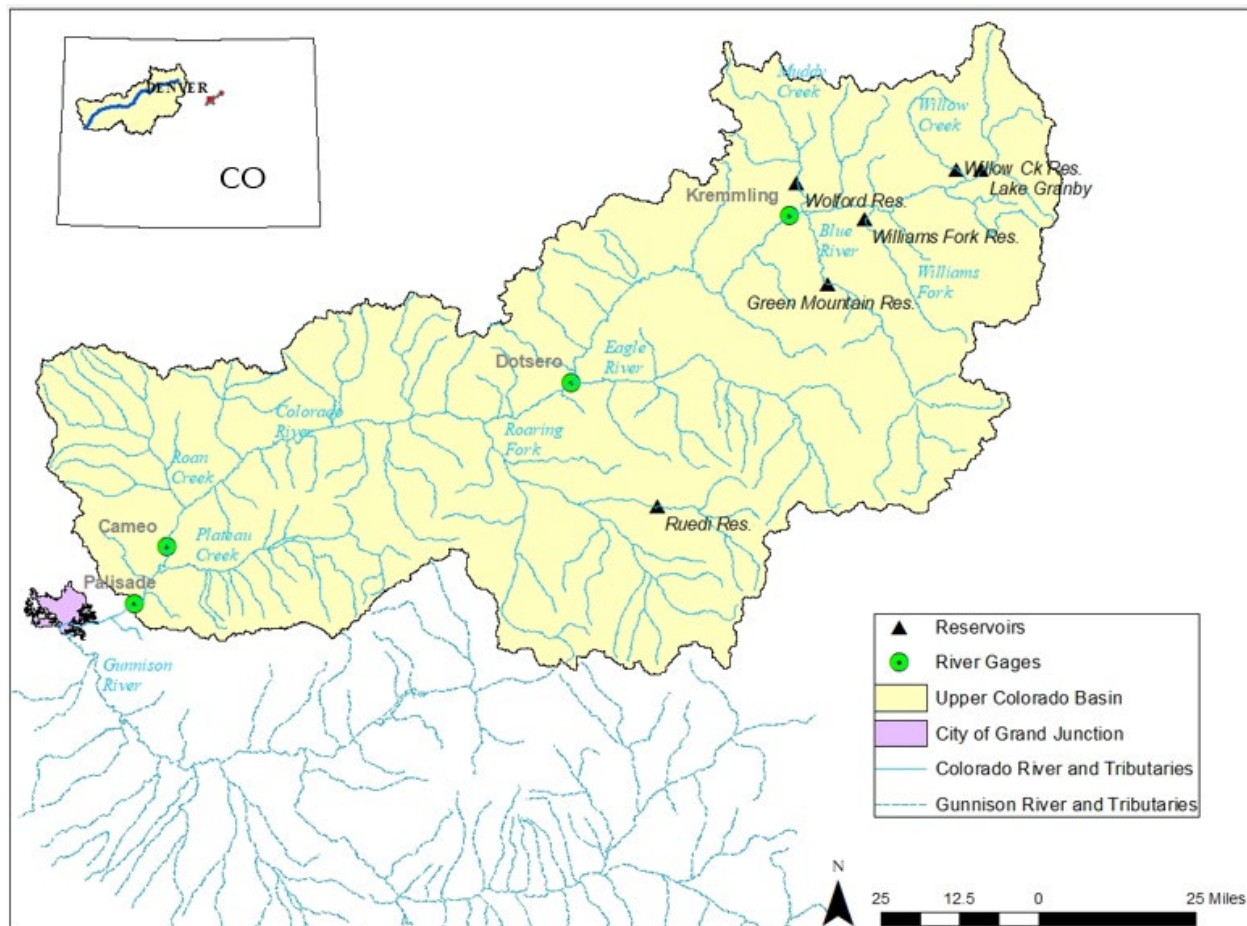 DENVER
CO
Muddy
Creek
Willow
Creek
Willow Ck Res.
Lake Granby
Kremmling
Wolford Res.
Blue
River
Williams Fork Res.
Williams
Fork
Green Mountain Res.
Dotsero
Eagle
River
Colorado
River
Roaring
Fork
Roan
Creek
Ruedi Res.
Cameo
Plateau
Creek
Palisade
Gunnison
River
Reservoirs
River Gages
Upper Colorado Basin
City of Grand Junction
Colorado River and Tributaries
Gunnison River and Tributaries
N
25 12.5 0 25 Miles